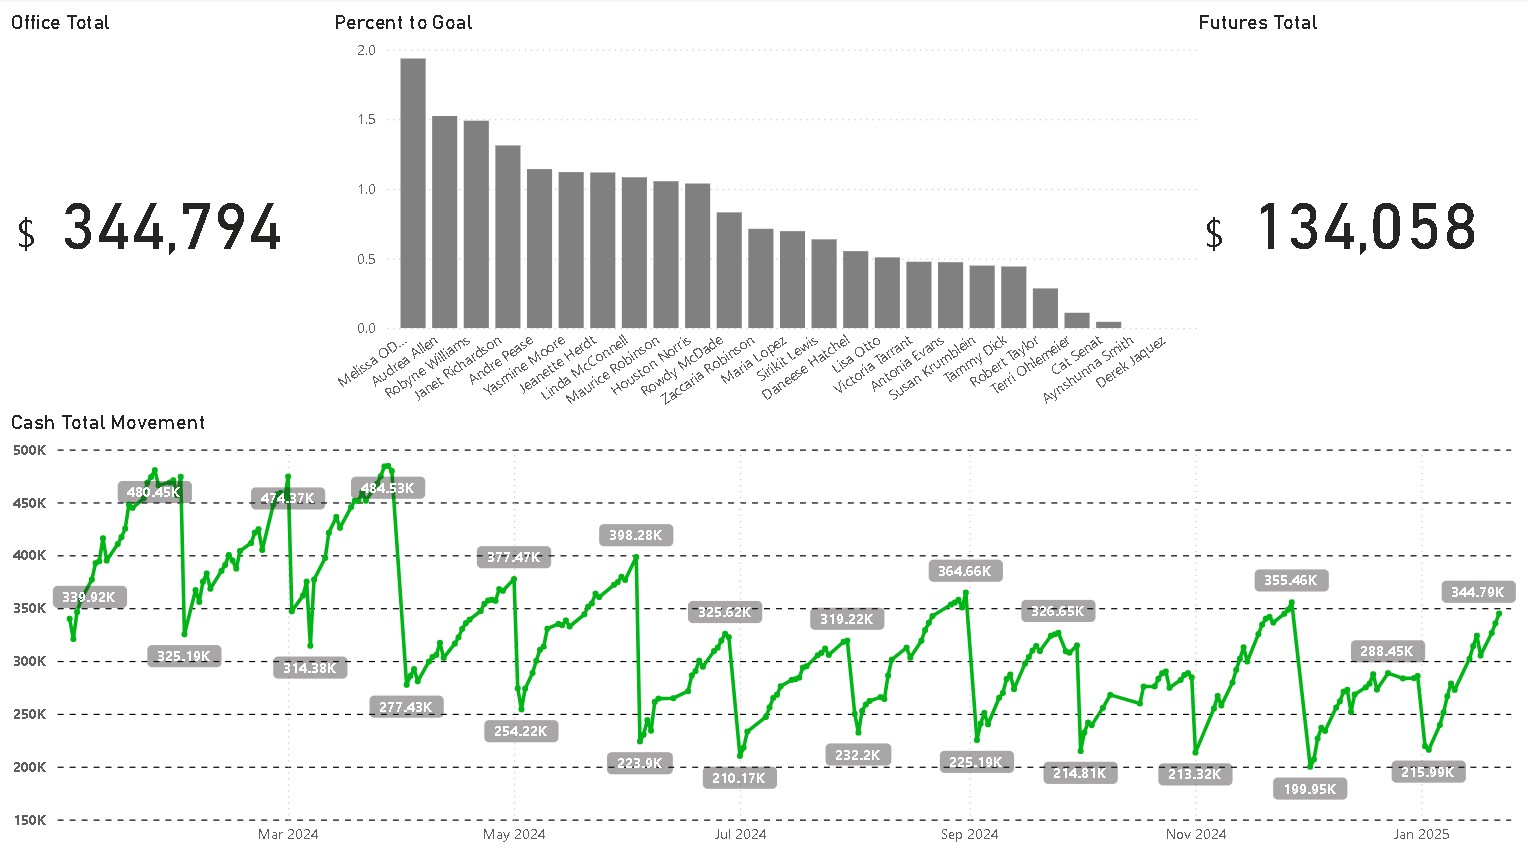 Office Total
$ 344,794
Percent to Goal
2.0
1.5
1.0
0.5
0.0
Melissa OD...
Audrea Allen
Robyne Williams
Janet Richardson
Andre Pease
Yasmine Moore
Jeanette Herdt
Linda McConnell
Maurice Robinson
Houston Norris
Rowdy McDade
Zaccaria Robinson
Maria Lopez
Sirikit Lewis
Daneese Hatchel
Lisa Otto
Victoria Tarrant
Antonia Evans
Susan Krumblein
Tammy Dick
Robert Taylor
Terri Ohlemeier
Cat Senat
Aynshunna Smith
Derek Jaquez
Futures Total
$ 134,058
Cash Total Movement
500K
450K
400K
350K
300K
250K
200K
150K
339.92K
480.45K
325.19K
474.37K
314.38K
484.53K
277.43K
377.47K
254.22K
398.28K
223.9K
325.62K
210.17K
319.22K
232.2K
364.66K
225.19K
326.65K
214.81K
213.32K
355.46K
199.95K
288.45K
215.99K
344.79K
Mar 2024
May 2024
Jul 2024
Sep 2024
Nov 2024
Jan 2025